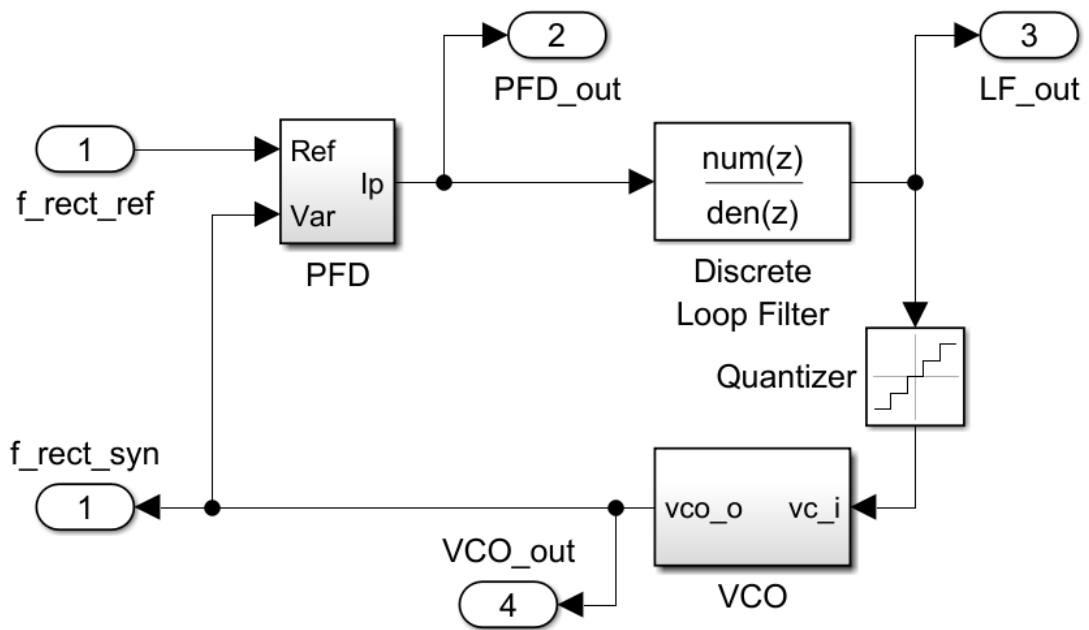 2
PFD_out
3
LF_out
1
f_rect_ref
Ref
Ip
Var
PFD
num(z)
den(z)
Discrete
Loop Filter
Quantizer
f_rect_syn
1
vco_o
vc_i
VCO
VCO_out
4